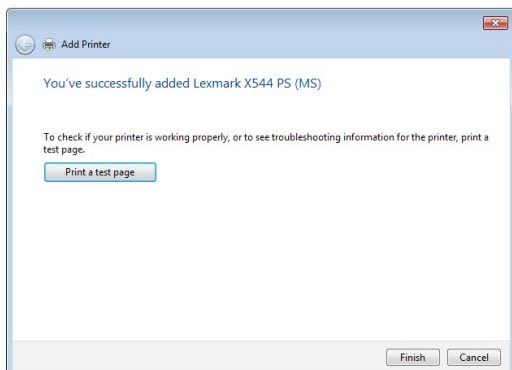 Add Printer
You've successfully added Lexmark X544 PS (MS)
To check if your printer is working properly, or to see troubleshooting information for the printer, print a
test page.
Print a test page
Finish Cancel